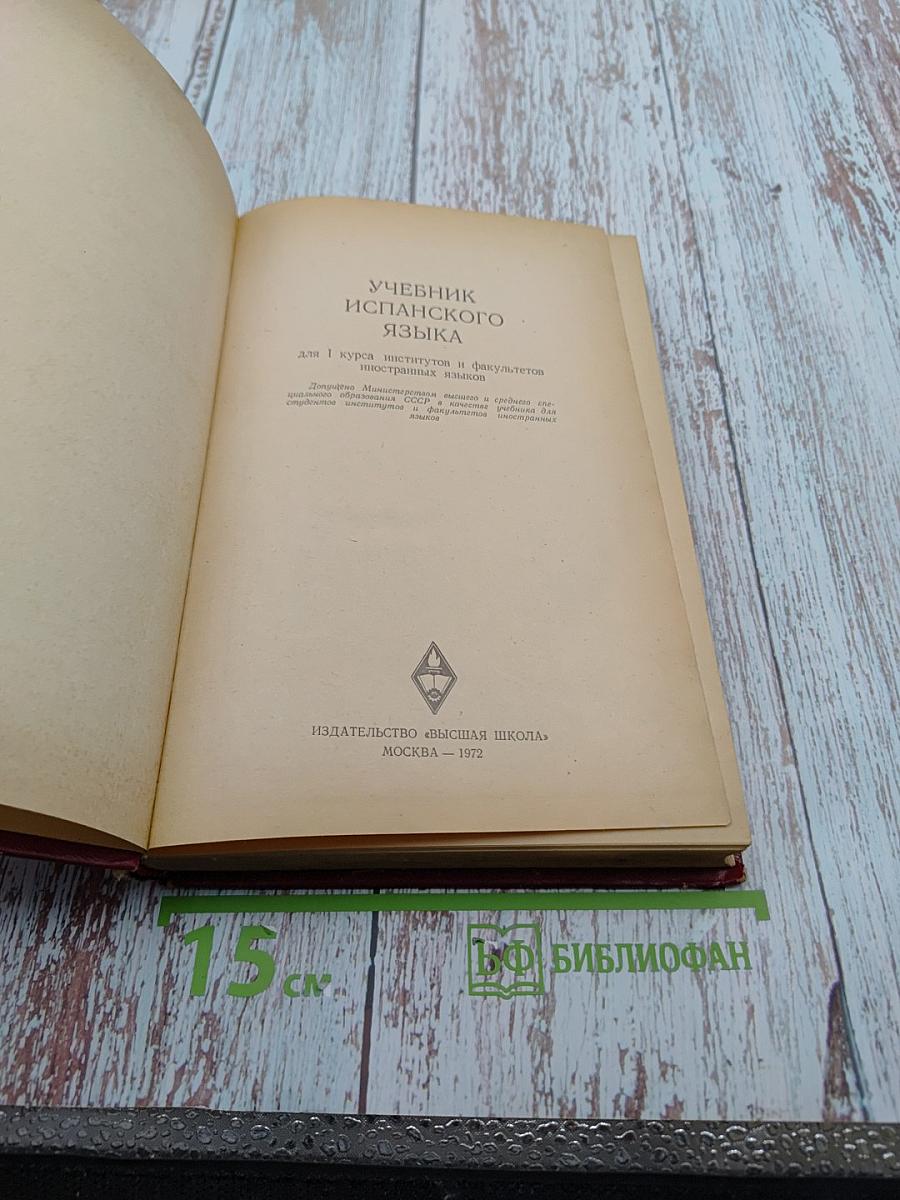 УЧЕБНИК
ИСПАНСКОГО
ЯЗЫКА
для I курса институтов и факультетов
иностранных языков
Допущено Министерством высшего и среднего спе-
циального образования СССР в качестве учебника для
студентов институтов и факультетов иностранных
языков
ИЗДАТЕЛЬСТВО «ВЫСШАЯ ШКОЛА»
МОСКВА — 1972
15 см
БФ БИБЛИОФАН